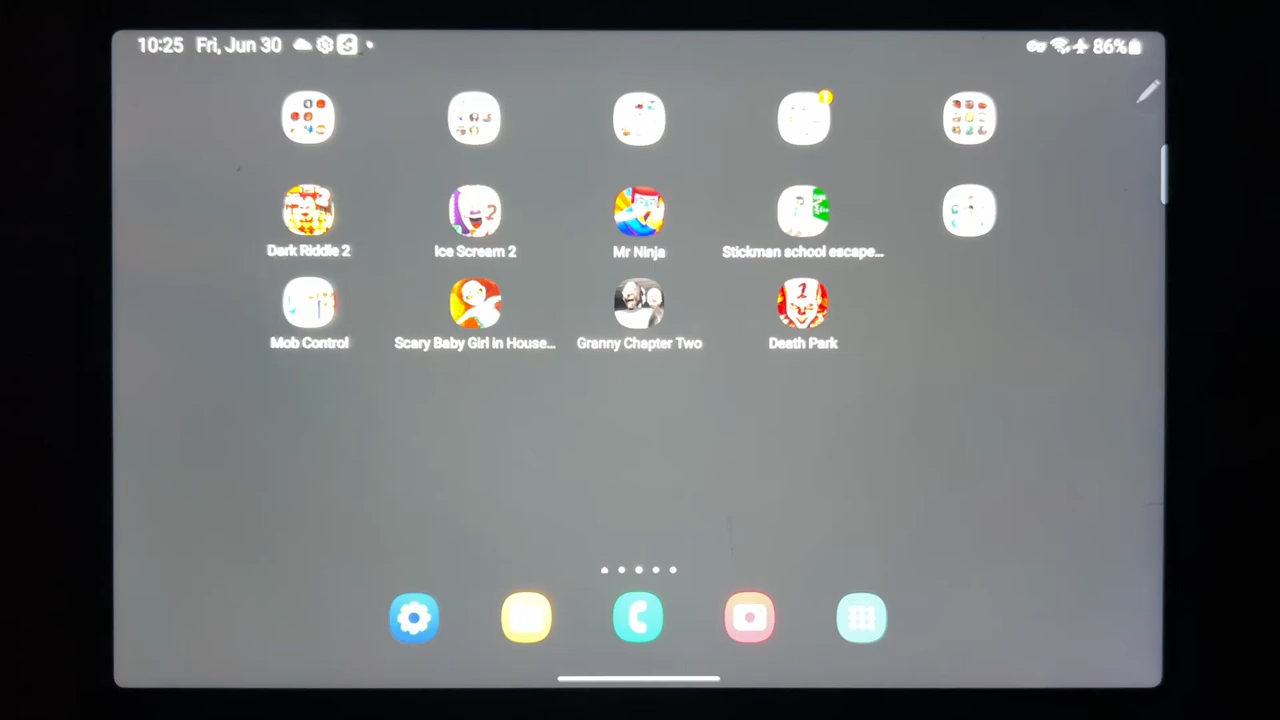 10:25 Fri, Jun 30
86%
Dark Riddle 2
Ice Scream 2
Mr Ninja
Stickman school escape...
Mob Control
Scary Baby Girl in House...
Granny Chapter Two
Death Park